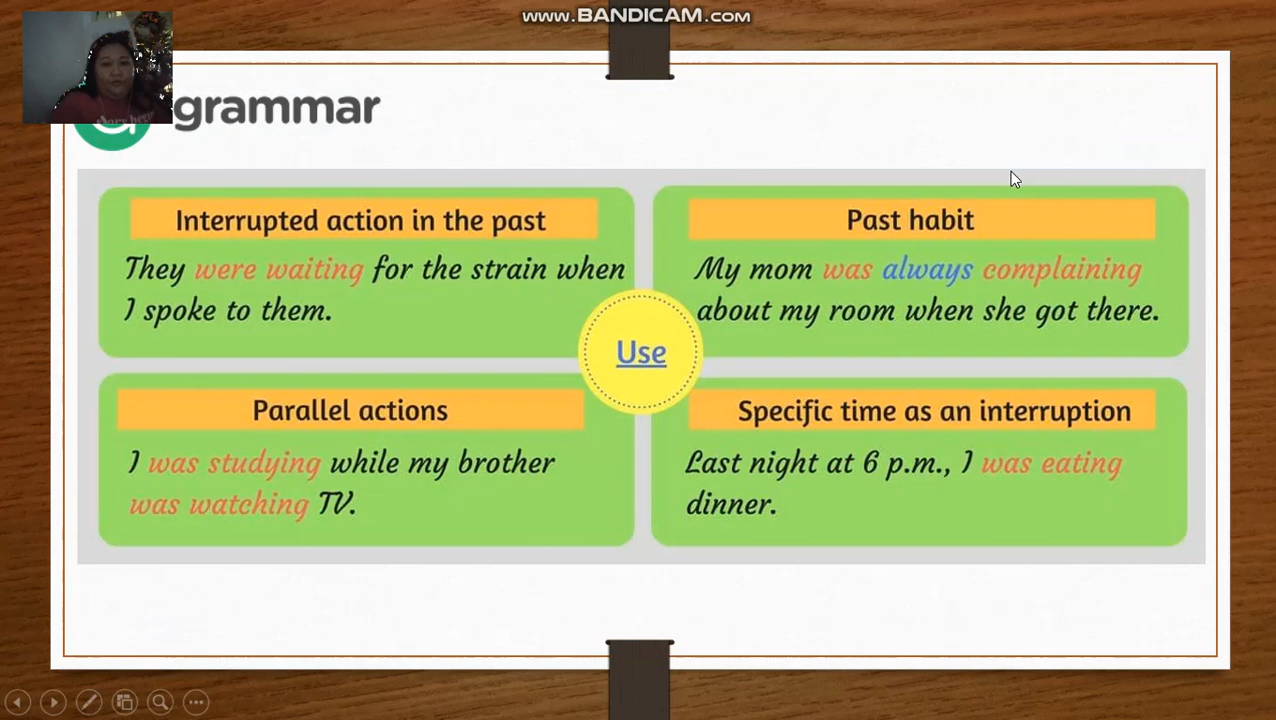 www.BANDICAM.com
grammar
Interrupted action in the past
They were waiting for the strain when
I spoke to them.
Past habit
My mom was always complaining
about my room when she got there.
Use
Parallel actions
I was studying while my brother
was watching TV.
Specific time as an interruption
Last night at 6 p.m., I was eating
dinner.